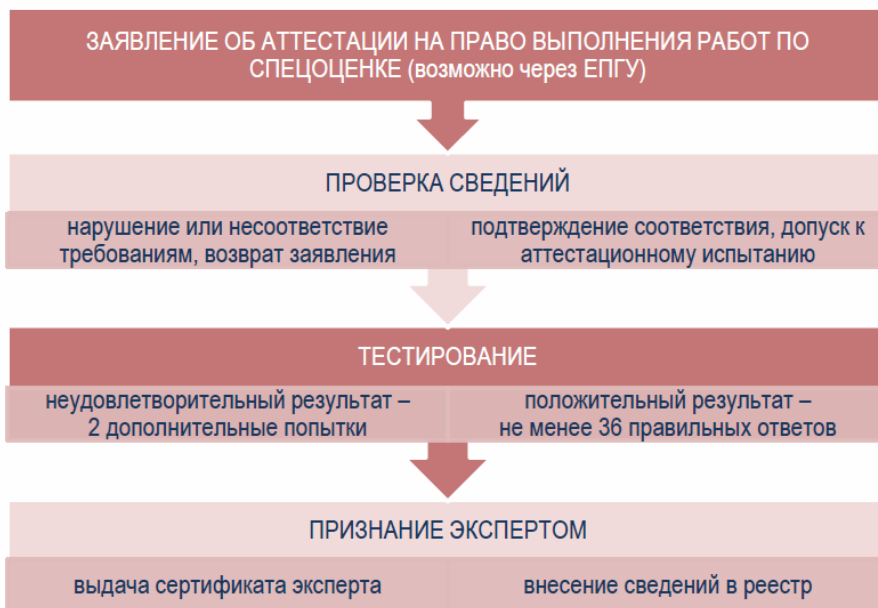 ЗАЯВЛЕНИЕ ОБ АТТЕСТАЦИИ НА ПРАВО ВЫПОЛНЕНИЯ РАБОТ ПО
СПЕЦОЦЕНКЕ (возможно через ЕПГУ)
ПРОВЕРКА СВЕДЕНИЙ
нарушение или несоответствие
требованиям, возврат заявления
подтверждение соответствия, допуск к
аттестационному испытанию
ТЕСТИРОВАНИЕ
неудовлетворительный результат –
2 дополнительные попытки
положительный результат –
не менее 36 правильных ответов
ПРИЗНАНИЕ ЭКСПЕРТОМ
выдача сертификата эксперта
внесение сведений в реестр